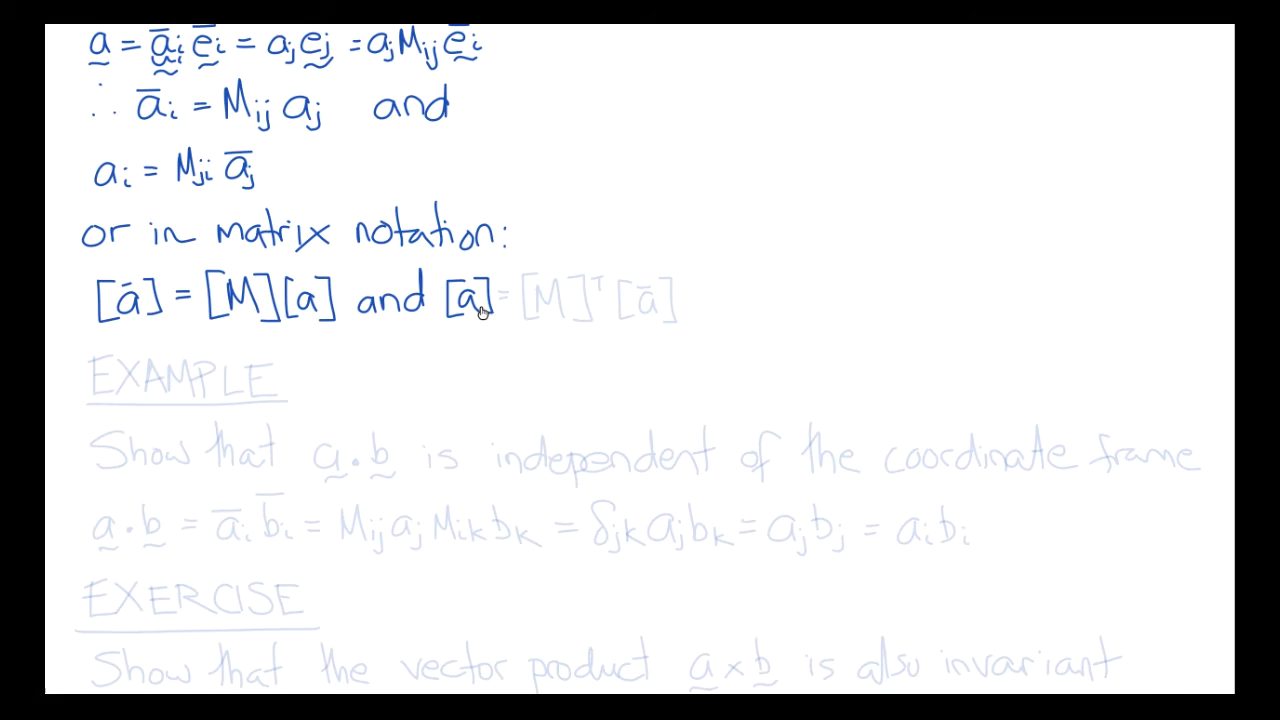 a = āᵢ ēᵢ = aⱼ eⱼ = aⱼ Mᵢⱼ ēᵢ
∴ āᵢ = Mᵢⱼ aⱼ and
aᵢ = Mⱼᵢ āⱼ
or in matrix notation:
[ā] = [M][a] and [a] = [M]ᵀ [ā]
EXAMPLE
Show that a · b is independent of the coordinate frame
a · b = āᵢ b̄ᵢ = Mᵢⱼ aⱼ Mᵢₖ bₖ = δⱼₖ aⱼ bₖ = aⱼ bⱼ = aᵢ bᵢ
EXERCISE
Show that the vector product a × b is also invariant